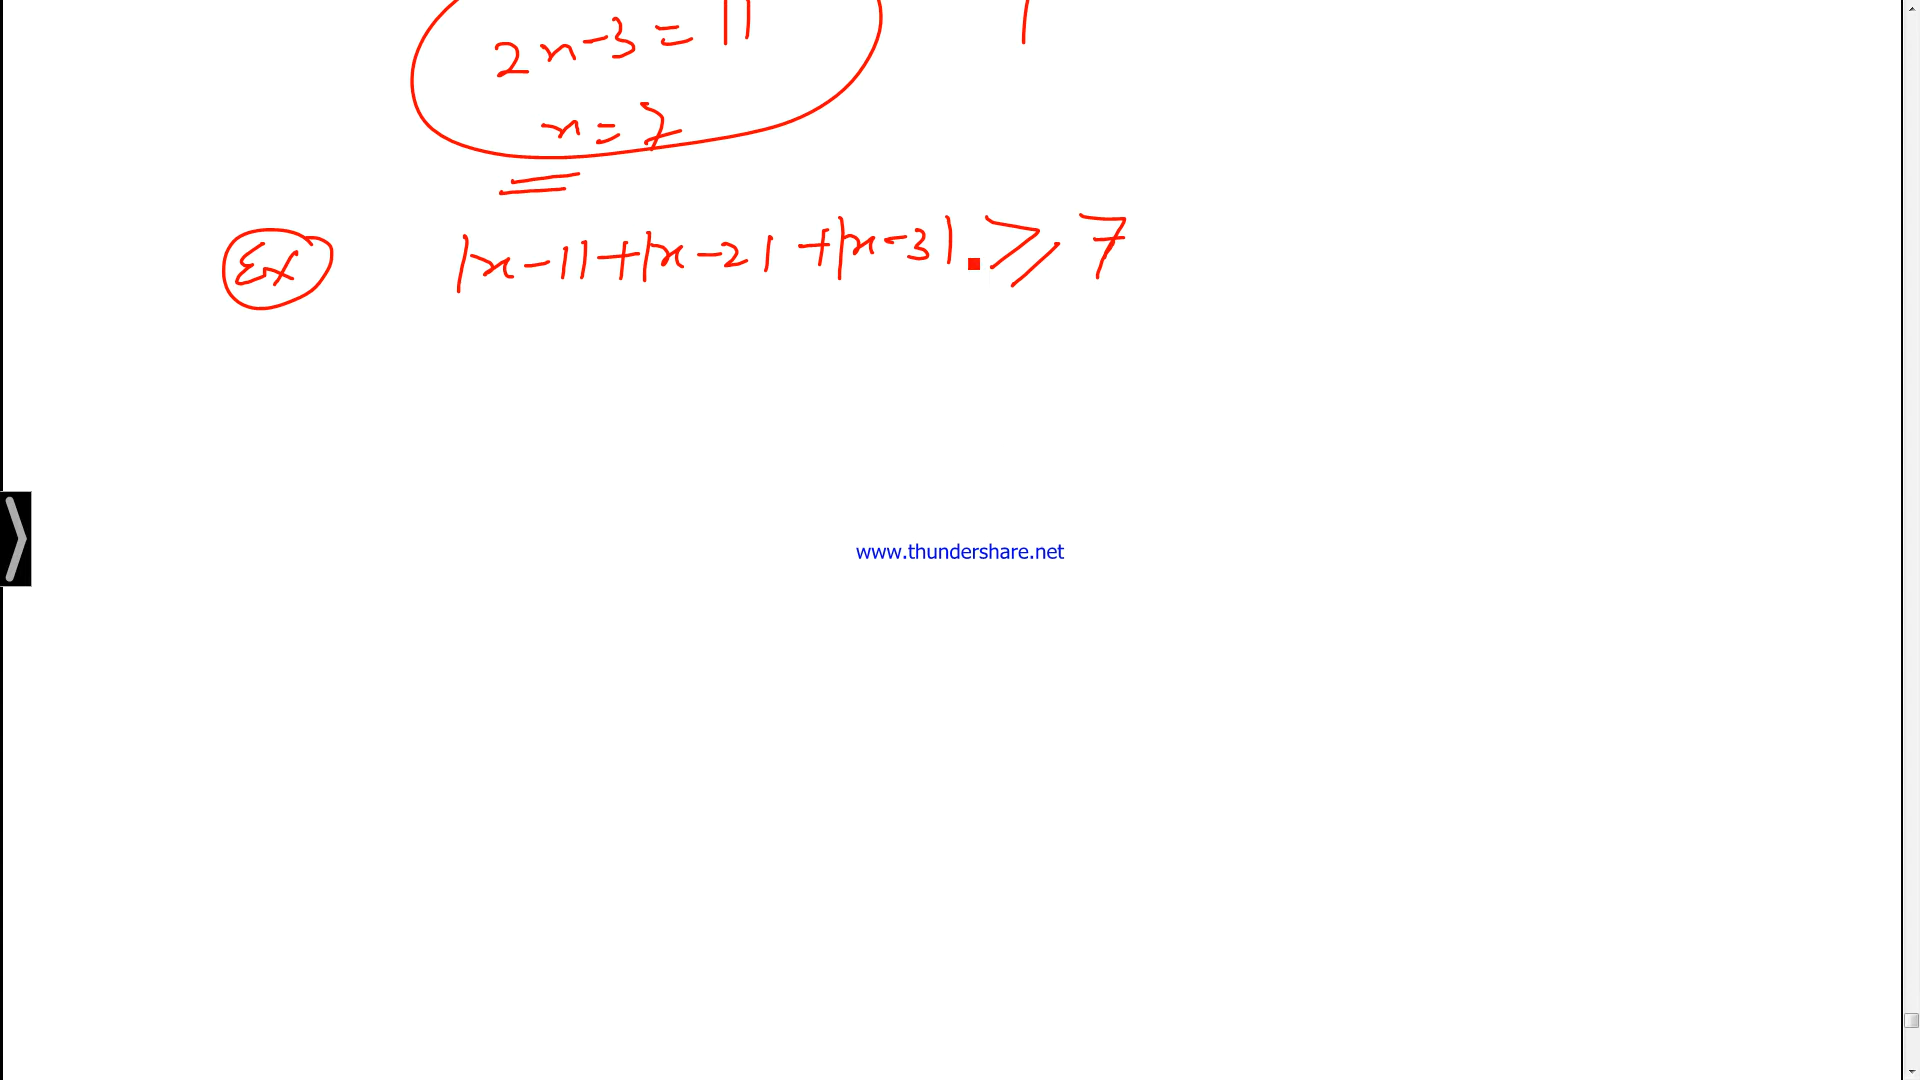 2x-3=11
x=7
Ex |x-1|+|x-2|+|x-3| ⩾ 7
www.thundershare.net